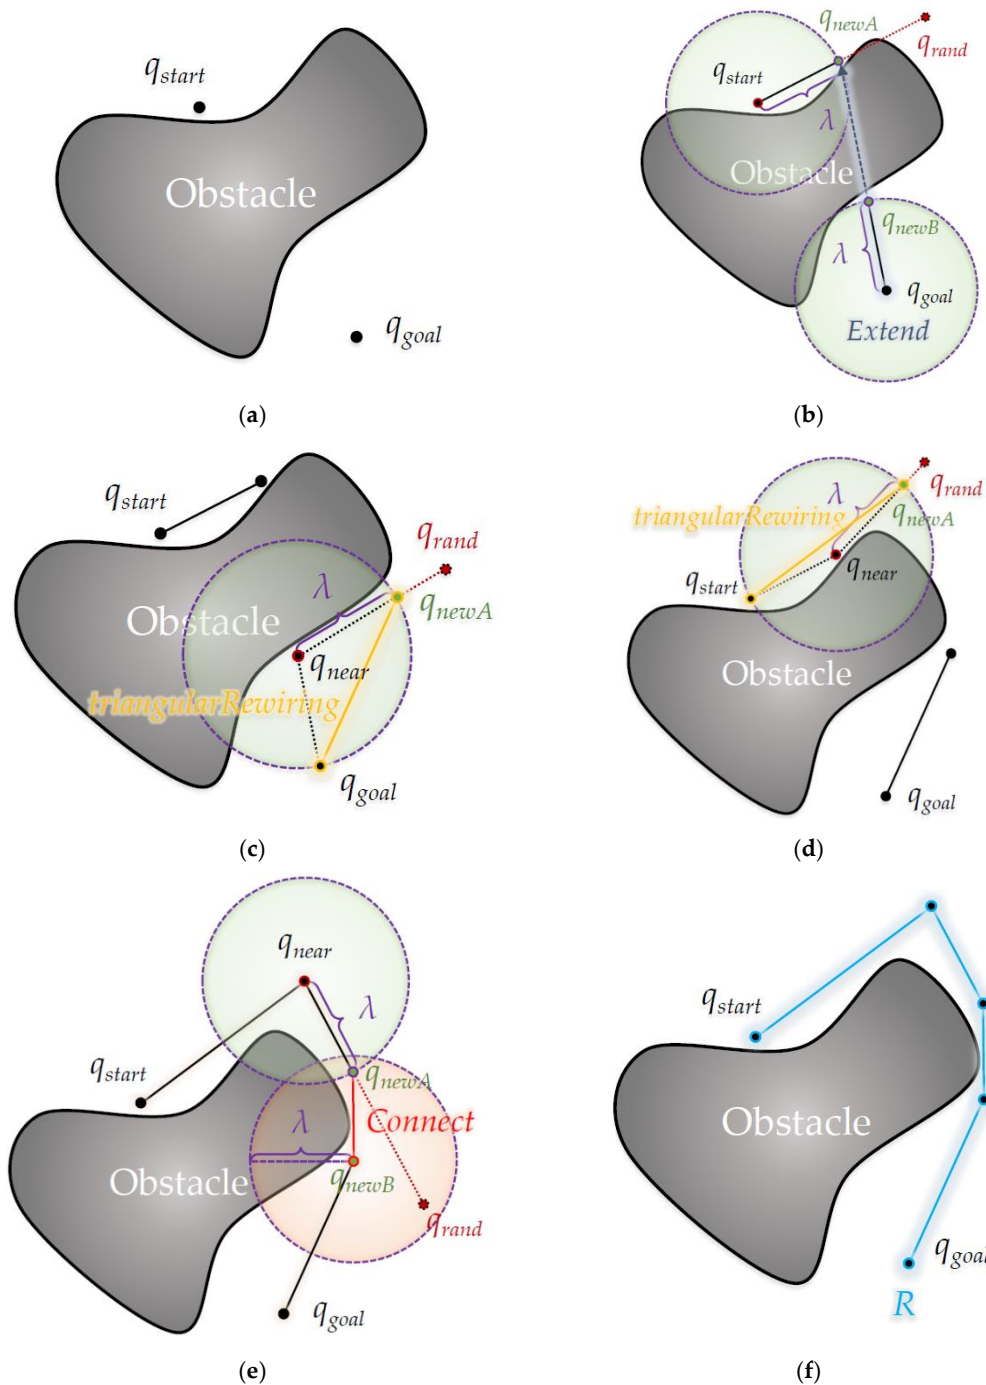 q_start
Obstacle
q_goal
(a)
q_newA
q_rand
q_start
λ
Obstacle
q_newB
λ
q_goal
Extend
(b)
q_start
q_rand
λ
Obstacle
q_newA
q_near
triangularRewiring
q_goal
(c)
λ
q_rand
triangularRewiring
q_newA
q_near
q_start
Obstacle
q_goal
(d)
q_near
λ
q_start
q_newA
Connect
λ
Obstacle
q_newB
q_rand
q_goal
(e)
q_start
Obstacle
q_goal
R
(f)